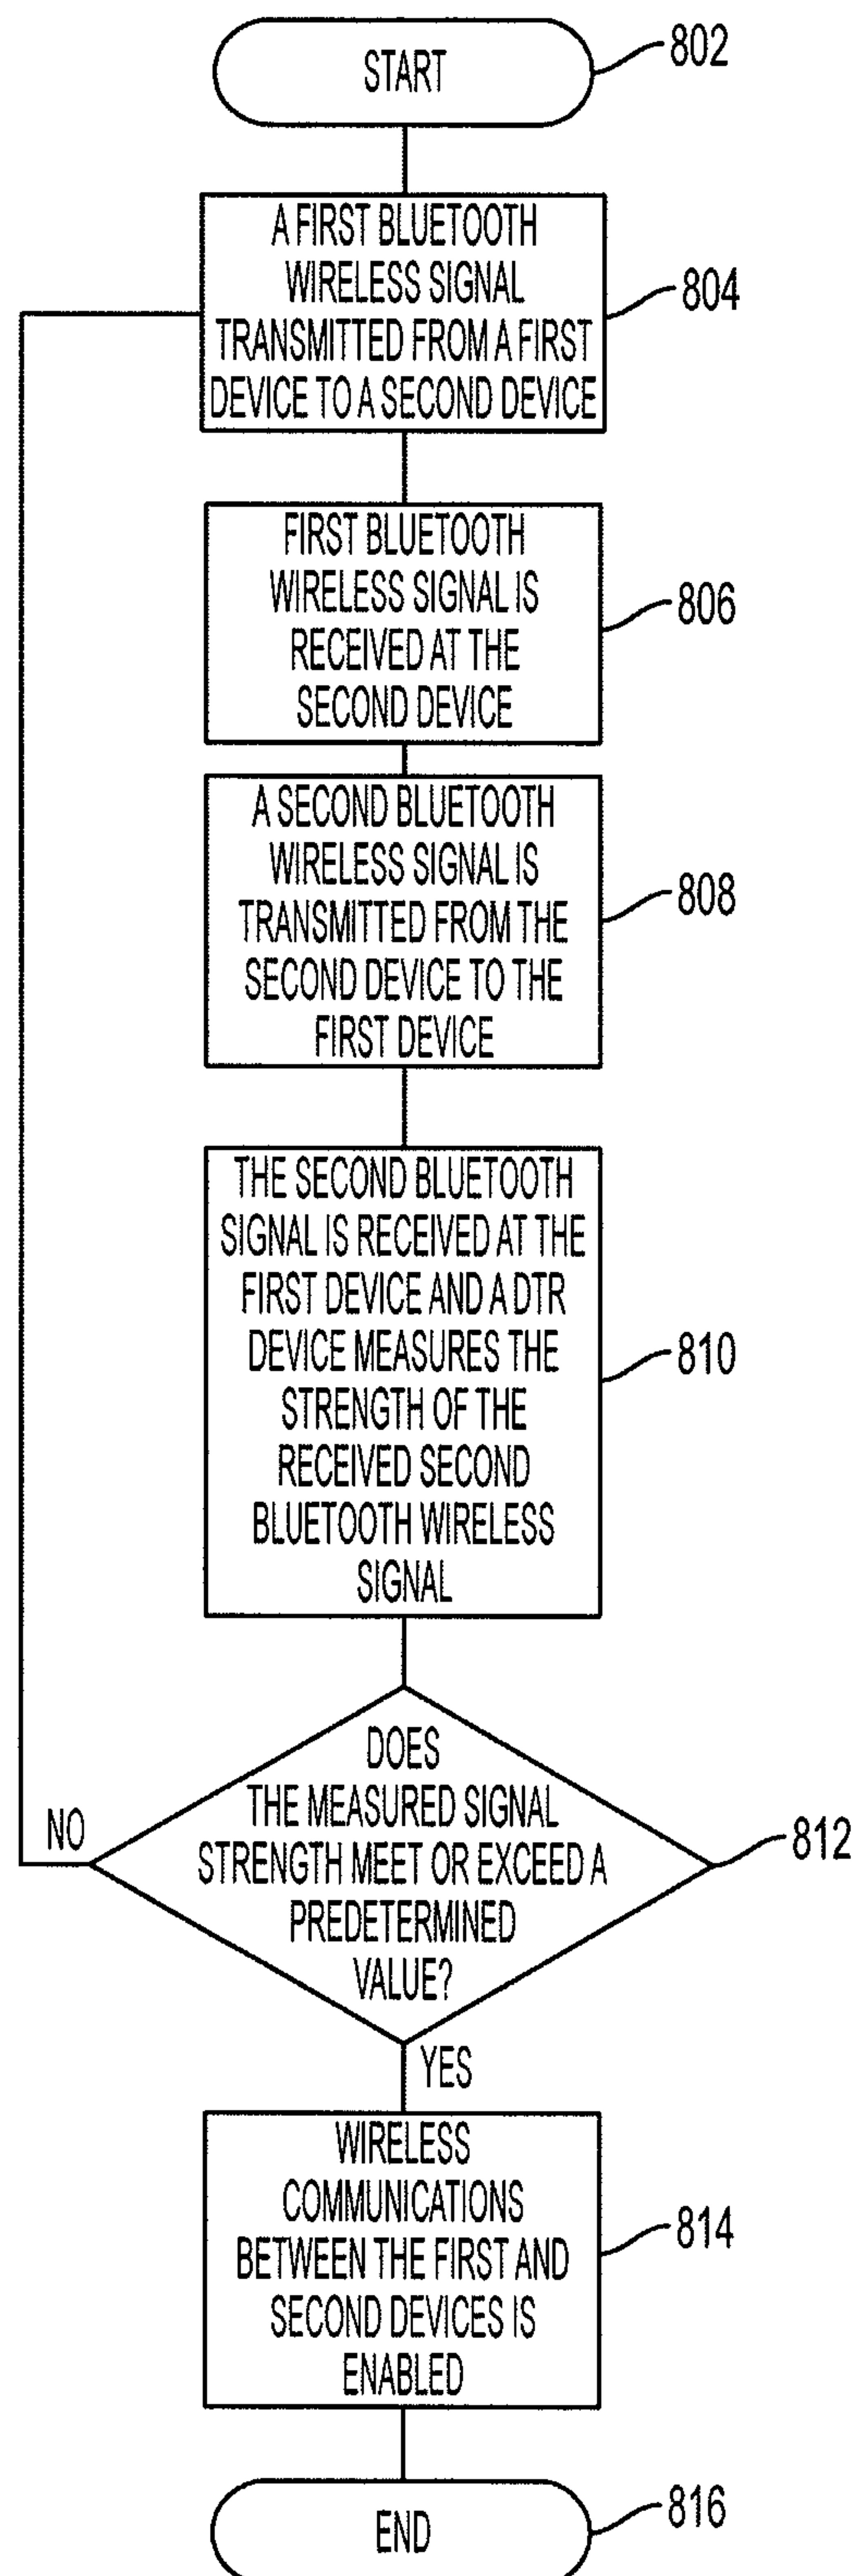 START
802
A FIRST BLUETOOTH
WIRELESS SIGNAL
TRANSMITTED FROM A FIRST
DEVICE TO A SECOND DEVICE
804
FIRST BLUETOOTH
WIRELESS SIGNAL IS
RECEIVED AT THE
SECOND DEVICE
806
A SECOND BLUETOOTH
WIRELESS SIGNAL IS
TRANSMITTED FROM THE
SECOND DEVICE TO THE
FIRST DEVICE
808
THE SECOND BLUETOOTH
SIGNAL IS RECEIVED AT THE
FIRST DEVICE AND A DTR
DEVICE MEASURES THE
STRENGTH OF THE
RECEIVED SECOND
BLUETOOTH WIRELESS
SIGNAL
810
DOES
THE MEASURED SIGNAL
STRENGTH MEET OR EXCEED A
PREDETERMINED
VALUE?
812
NO
YES
WIRELESS
COMMUNICATIONS
BETWEEN THE FIRST AND
SECOND DEVICES IS
ENABLED
814
END
816